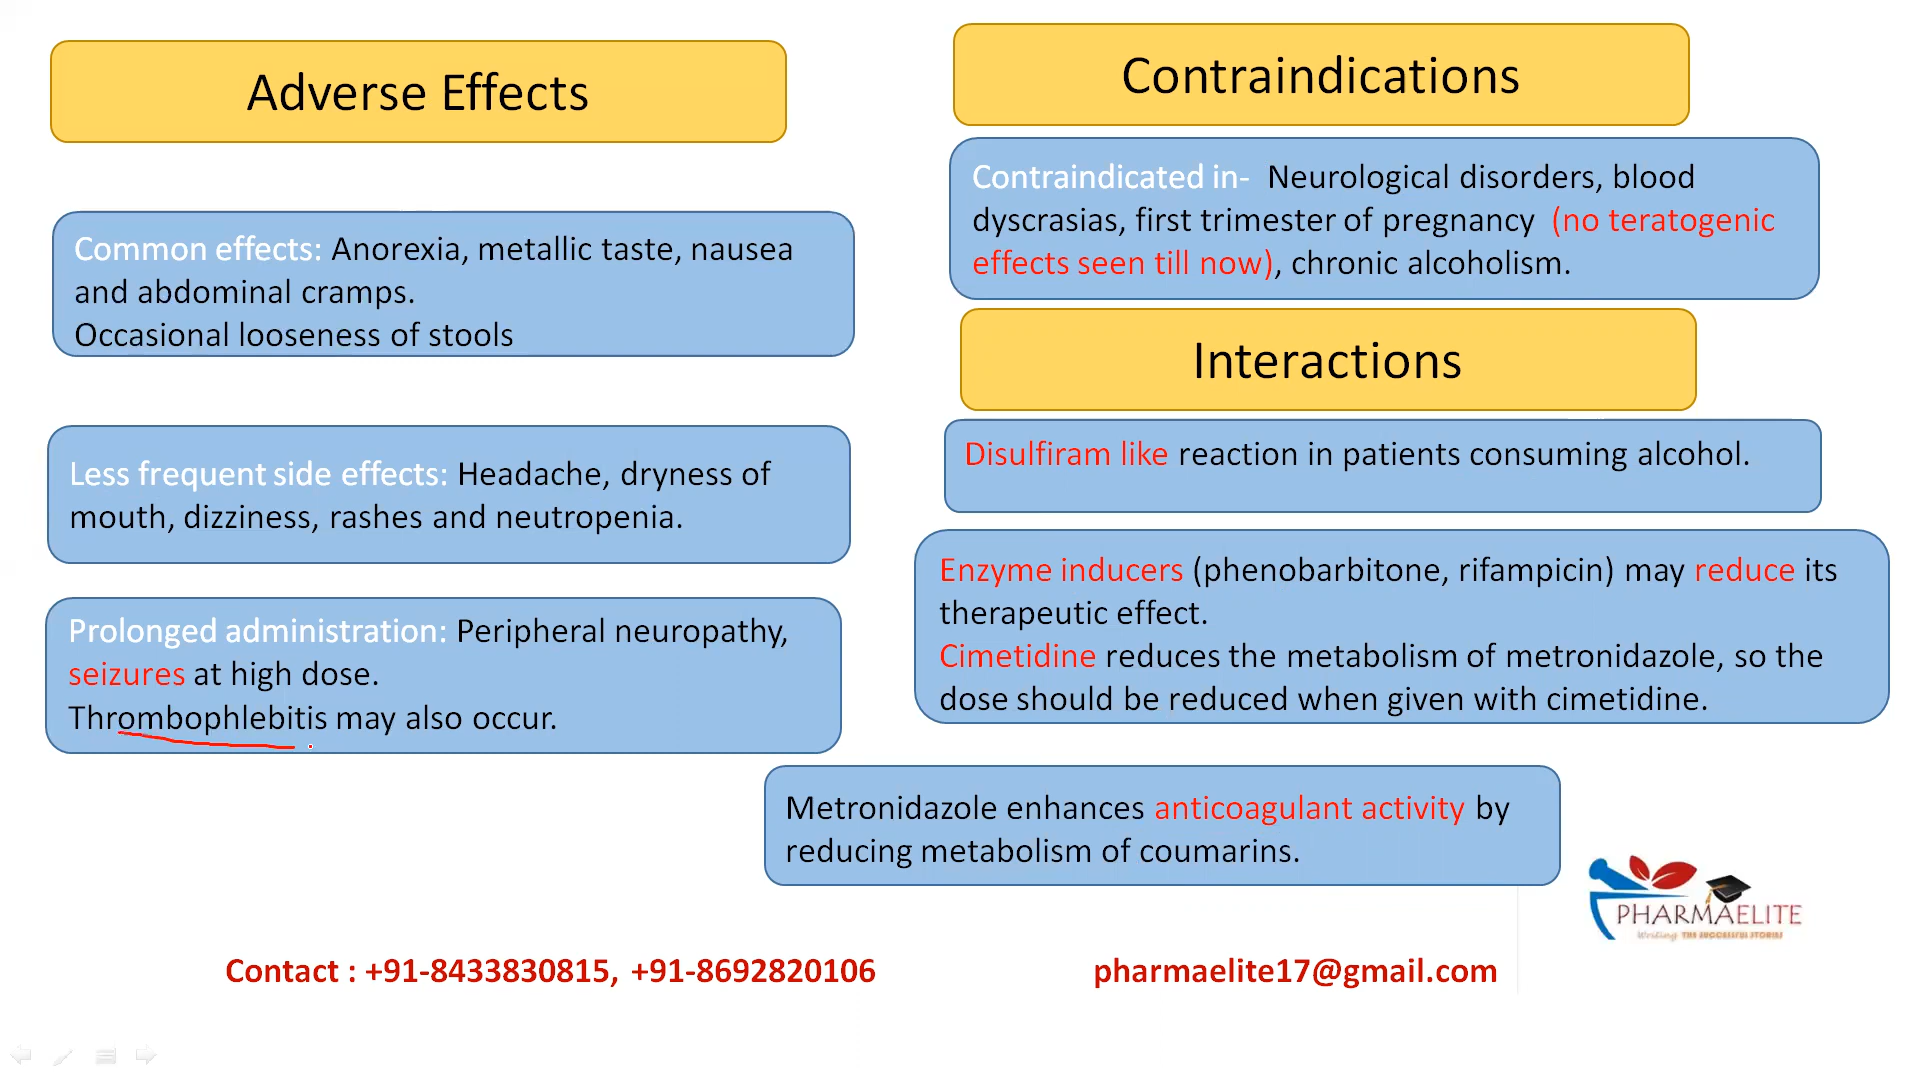 Adverse Effects
Common effects: Anorexia, metallic taste, nausea
and abdominal cramps.
Occasional looseness of stools
Less frequent side effects: Headache, dryness of
mouth, dizziness, rashes and neutropenia.
Prolonged administration: Peripheral neuropathy,
seizures at high dose.
Thrombophlebitis may also occur.
Contraindications
Contraindicated in- Neurological disorders, blood
dyscrasias, first trimester of pregnancy (no teratogenic
effects seen till now), chronic alcoholism.
Interactions
Disulfiram like reaction in patients consuming alcohol.
Enzyme inducers (phenobarbitone, rifampicin) may reduce its
therapeutic effect.
Cimetidine reduces the metabolism of metronidazole, so the
dose should be reduced when given with cimetidine.
Metronidazole enhances anticoagulant activity by
reducing metabolism of coumarins.
PHARMAELITE
Writing THE SUCCESSFUL STORIES
Contact : +91-8433830815, +91-8692820106
pharmaelite17@gmail.com